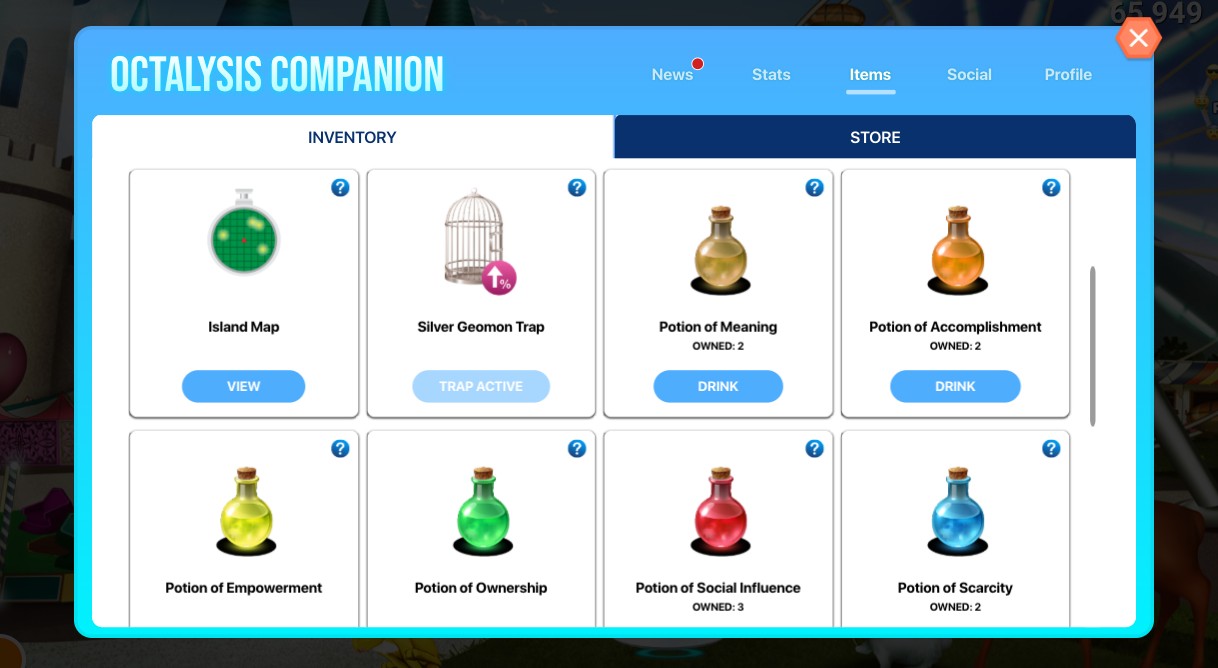 65,949
OCTALYSIS COMPANION
News
Stats
Items
Social
Profile
INVENTORY
STORE
?
?
?
?
%
Island Map
Silver Geomon Trap
Potion of Meaning
Potion of Accomplishment
OWNED: 2
OWNED: 2
VIEW
TRAP ACTIVE
DRINK
DRINK
?
?
?
?
Potion of Empowerment
Potion of Ownership
Potion of Social Influence
Potion of Scarcity
OWNED: 3
OWNED: 2